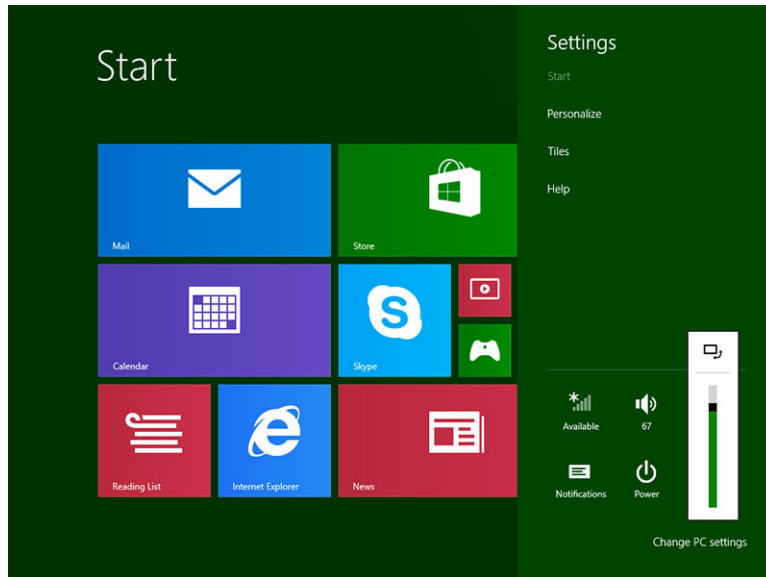 Start
Mail
Store
Calendar
Skype
Reading List
Internet Explorer
News
Settings
Start
Personalize
Tiles
Help
Available
67
Notifications
Power
Change PC settings